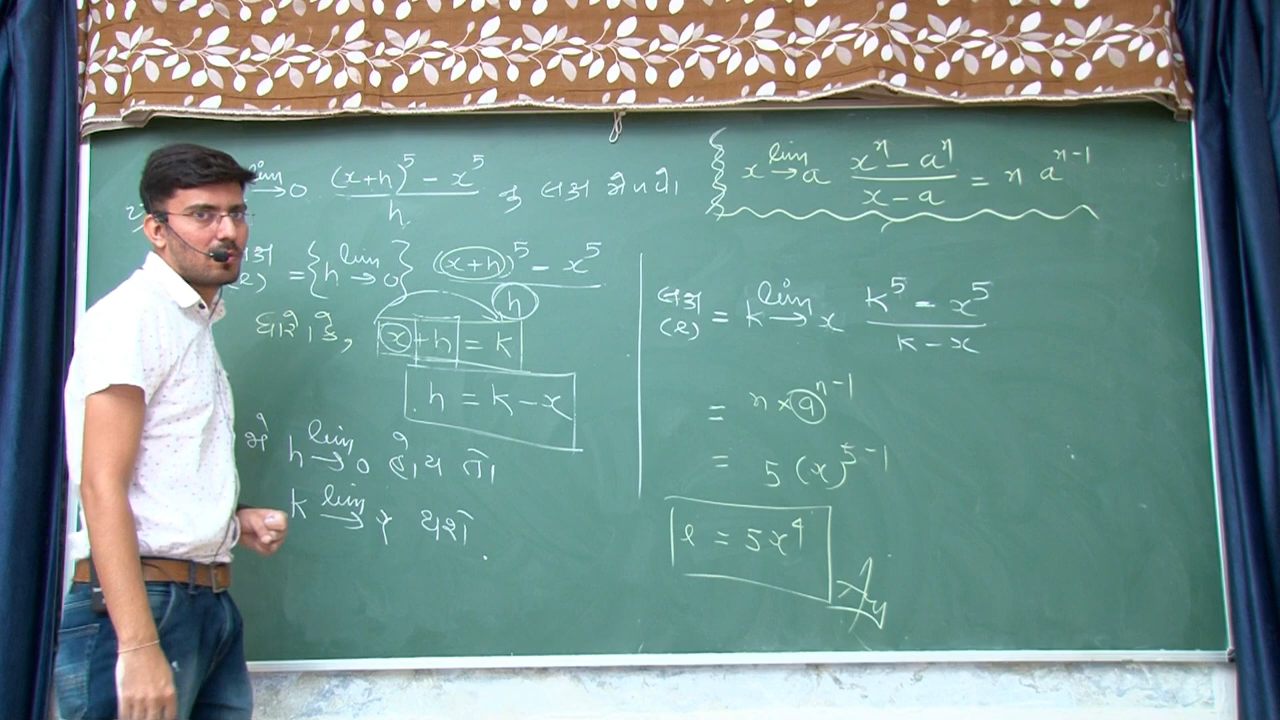 lim →0 (x+h)^5 - x^5 / h નું લક્ષ મેળવો
lim x→a x^n - a^n / x - a = n a^n-1
લક્ષ (l) = { lim h→0 } (x+h)^5 - x^5 / h
ધારો કે, x + h = k
h = k - x
જો lim h→0 હોય તો
lim k→x થશે.
લક્ષ (l) = lim k→x k^5 - x^5 / k - x
= n × a^n-1
= 5 (x)^5-1
l = 5x^4